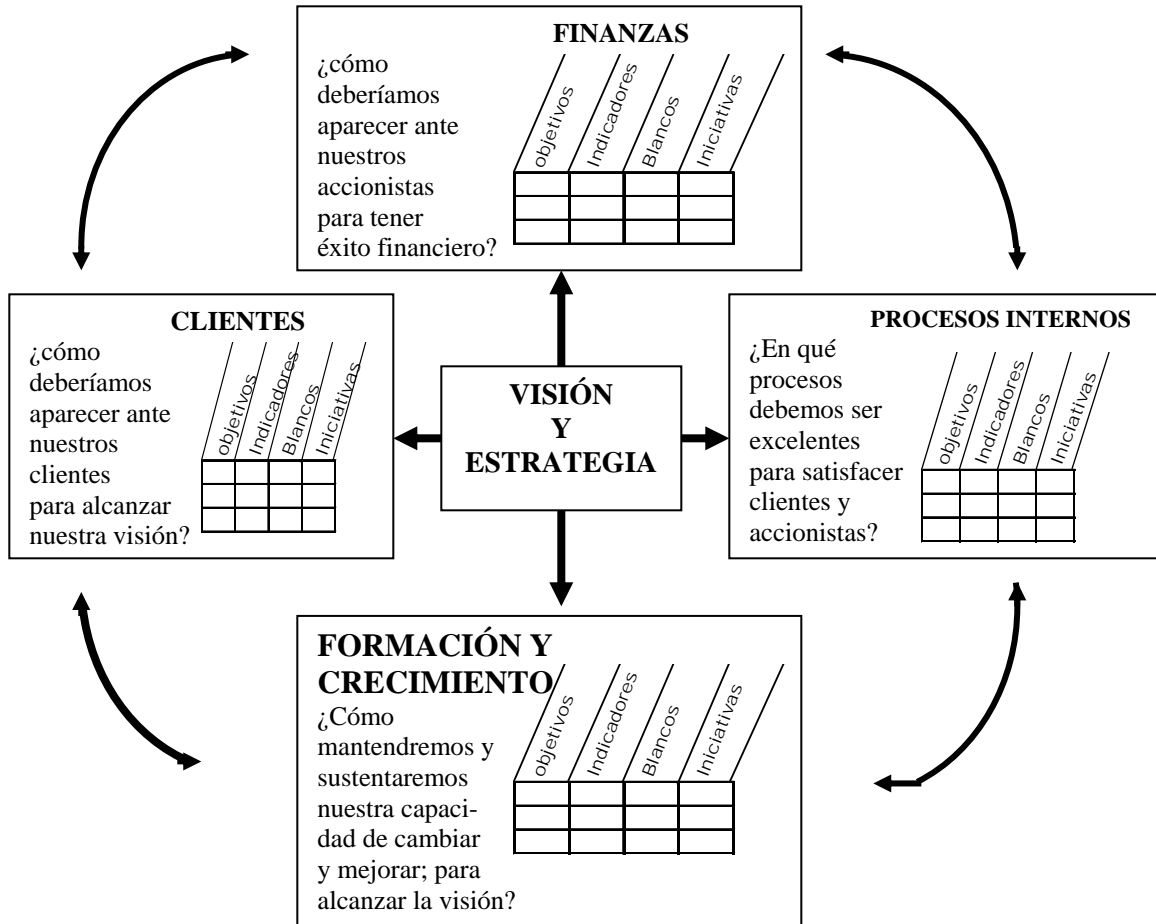 FINANZAS
¿cómo
deberíamos
aparecer ante
nuestros
accionistas
para tener
éxito financiero?
objetivos
Indicadores
Blancos
Iniciativas
CLIENTES
¿cómo
deberíamos
aparecer ante
nuestros
clientes
para alcanzar
nuestra visión?
objetivos
Indicadores
Blancos
Iniciativas
VISIÓN
Y
ESTRATEGIA
PROCESOS INTERNOS
¿En qué
procesos
debemos ser
excelentes
para satisfacer
clientes y
accionistas?
objetivos
Indicadores
Blancos
Iniciativas
FORMACIÓN Y
CRECIMIENTO
¿Cómo
mantendremos y
sustentaremos
nuestra capaci-
dad de cambiar
y mejorar; para
alcanzar la visión?
objetivos
Indicadores
Blancos
Iniciativas